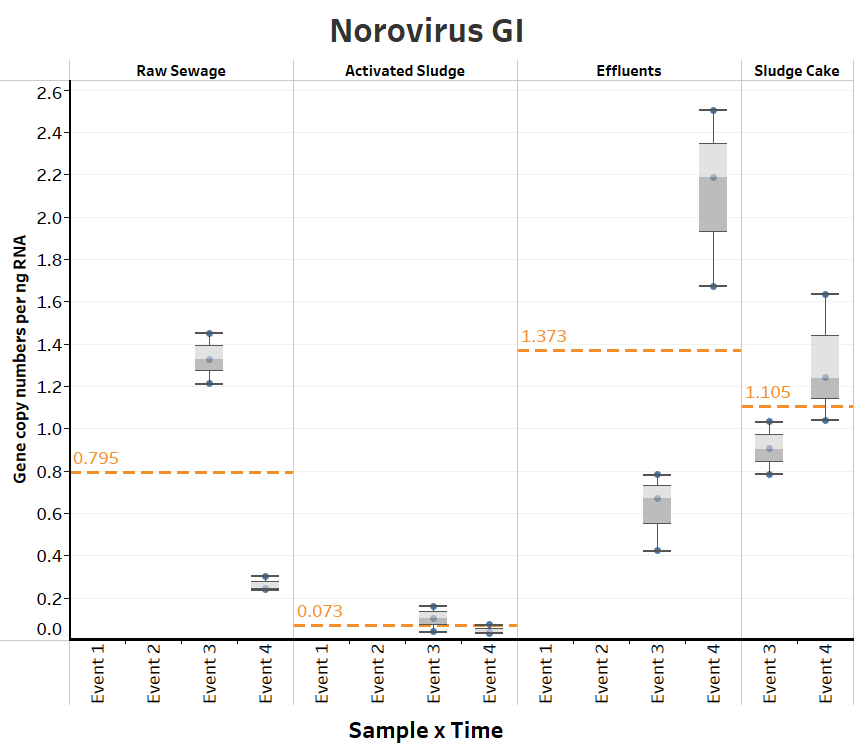 Norovirus GI
Raw Sewage Activated Sludge Effluents Sludge Cake
Gene copy numbers per ng RNA
2.6
2.4
2.2
2.0
1.8
1.6
1.4
1.2
1.0
0.8
0.6
0.4
0.2
0.0
0.795
0.073
1.373
1.105
Event 1
Event 2
Event 3
Event 4
Event 1
Event 2
Event 3
Event 4
Event 1
Event 2
Event 3
Event 4
Event 3
Event 4
Sample x Time